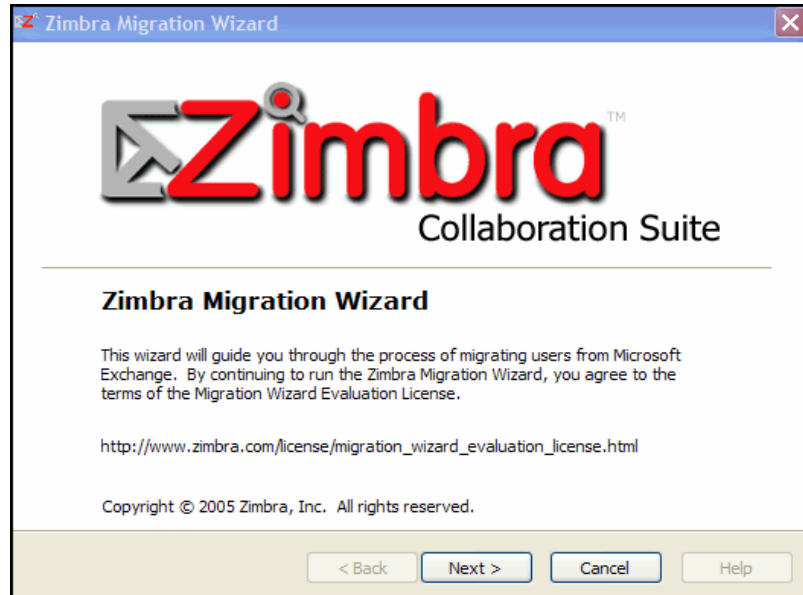 Zimbra Migration Wizard
Zimbra™
Collaboration Suite
Zimbra Migration Wizard
This wizard will guide you through the process of migrating users from Microsoft
Exchange. By continuing to run the Zimbra Migration Wizard, you agree to the
terms of the Migration Wizard Evaluation License.
http://www.zimbra.com/license/migration_wizard_evaluation_license.html
Copyright © 2005 Zimbra, Inc. All rights reserved.
< Back Next > Cancel Help